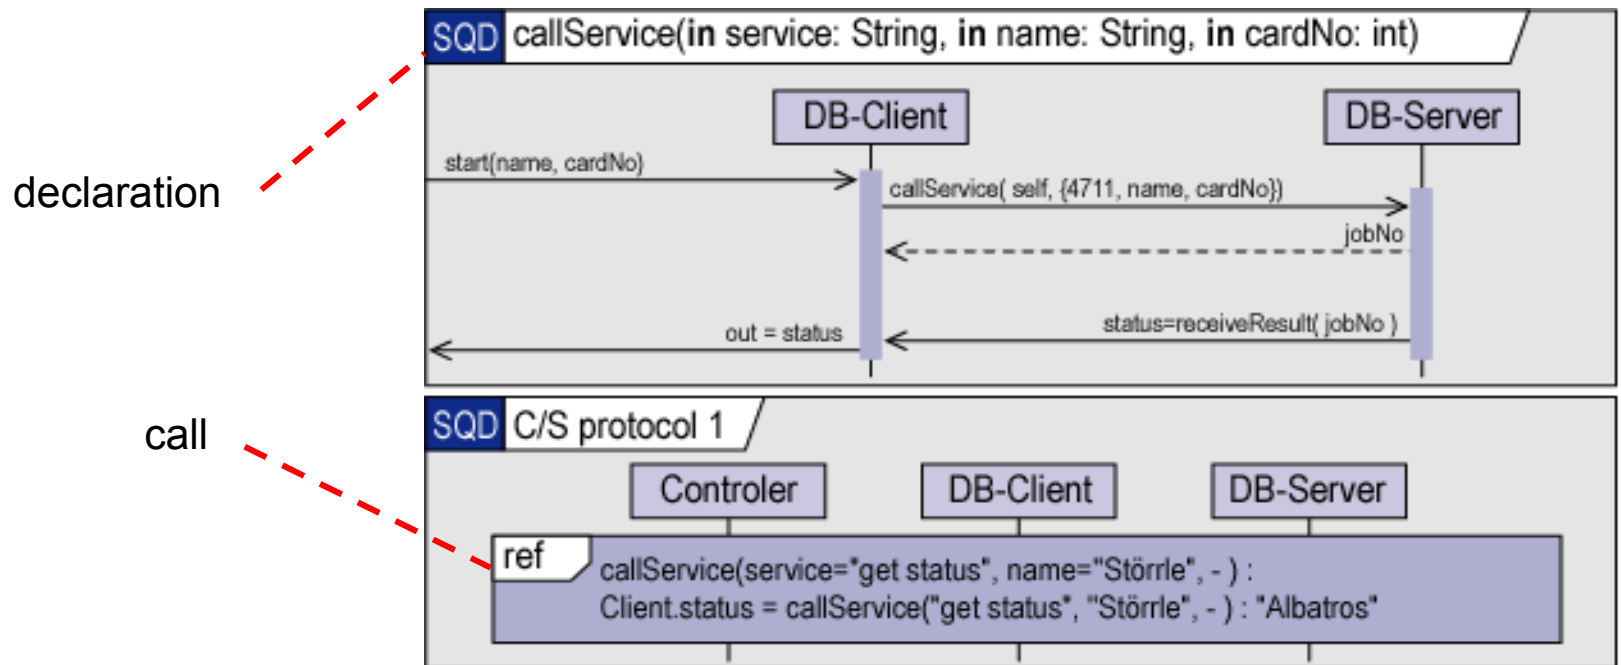 SQD callService(in service: String, in name: String, in cardNo: int)
DB-Client DB-Server
start(name, cardNo)
declaration
callService( self, {4711, name, cardNo})
jobNo
status=receiveResult( jobNo )
out = status
SQD C/S protocol 1
call
Controler DB-Client DB-Server
ref
callService(service="get status", name="Störrle", - ) :
Client.status = callService("get status", "Störrle", - ) : "Albatros"